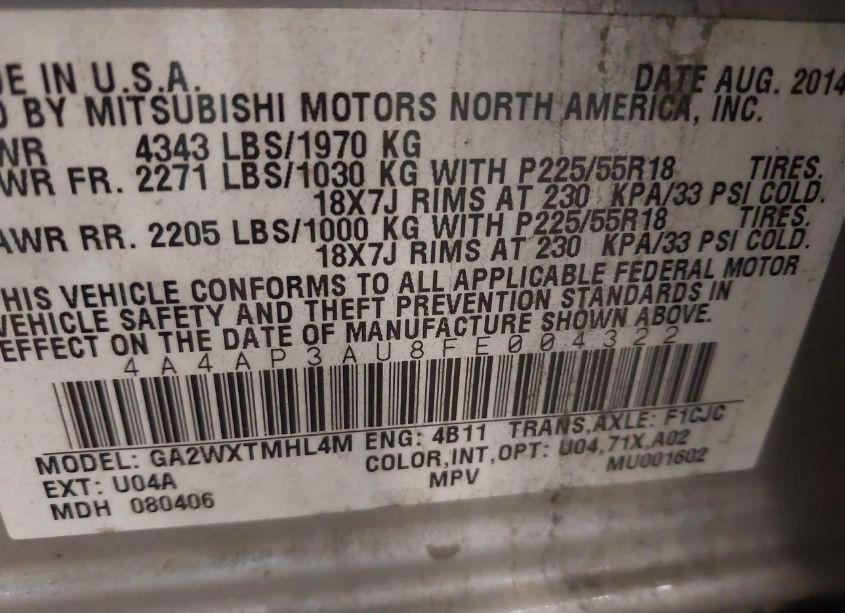 DE IN U.S.A. DATE AUG. 2014
D BY MITSUBISHI MOTORS NORTH AMERICA, INC.
WR 4343 LBS/1970 KG
WR FR. 2271 LBS/1030 KG WITH P225/55R18 TIRES.
18X7J RIMS AT 230 KPA/33 PSI COLD.
AWR RR. 2205 LBS/1000 KG WITH P225/55R18 TIRES.
18X7J RIMS AT 230 KPA/33 PSI COLD.
THIS VEHICLE CONFORMS TO ALL APPLICABLE FEDERAL MOTOR
VEHICLE SAFETY AND THEFT PREVENTION STANDARDS IN
EFFECT ON THE DATE OF MANUFACTURE SHOWN ABOVE.
4A4AP3AU8FE004322
MODEL: GA2WXTMHL4M ENG: 4B11 TRANS,AXLE: F1CJC
EXT: U04A COLOR,INT,OPT: U04,71X,A02
MDH 080406 MPV MU001602